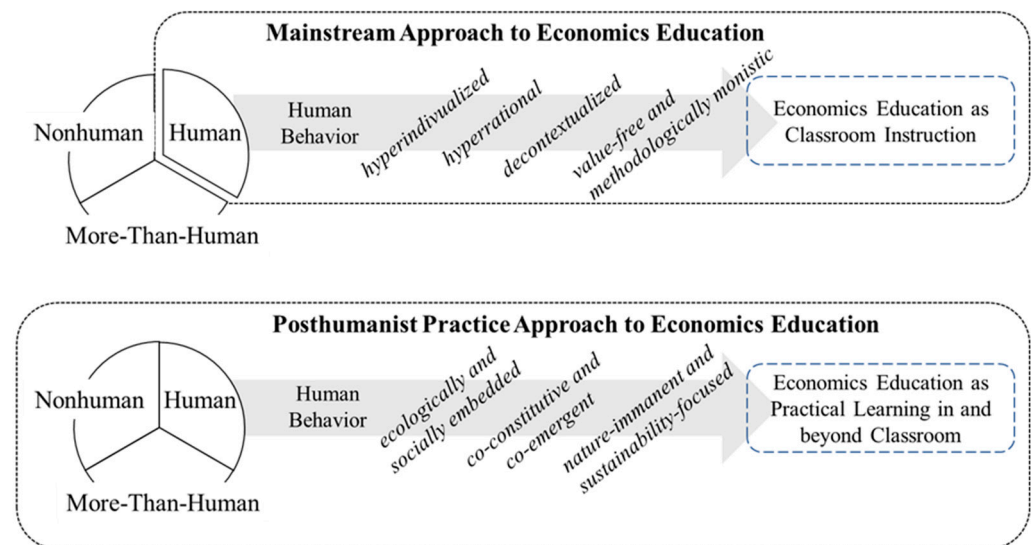 Mainstream Approach to Economics Education
Nonhuman
Human
More-Than-Human
Human
Behavior
hyperindivualized
hyperrational
decontextualized
value-free and
methodologically monistic
Economics Education as
Classroom Instruction
Posthumanist Practice Approach to Economics Education
Nonhuman
Human
More-Than-Human
Human
Behavior
ecologically and
socially embedded
co-constitutive and
co-emergent
nature-immanent and
sustainability-focused
Economics Education as
Practical Learning in and
beyond Classroom